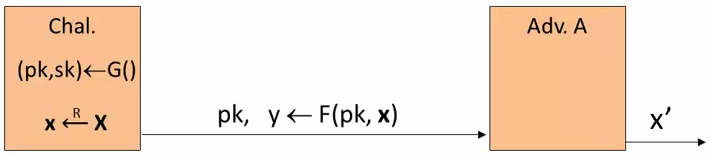 Chal.
(pk,sk)←G()
x ←R X
pk, y ← F(pk, x)
Adv. A
x’